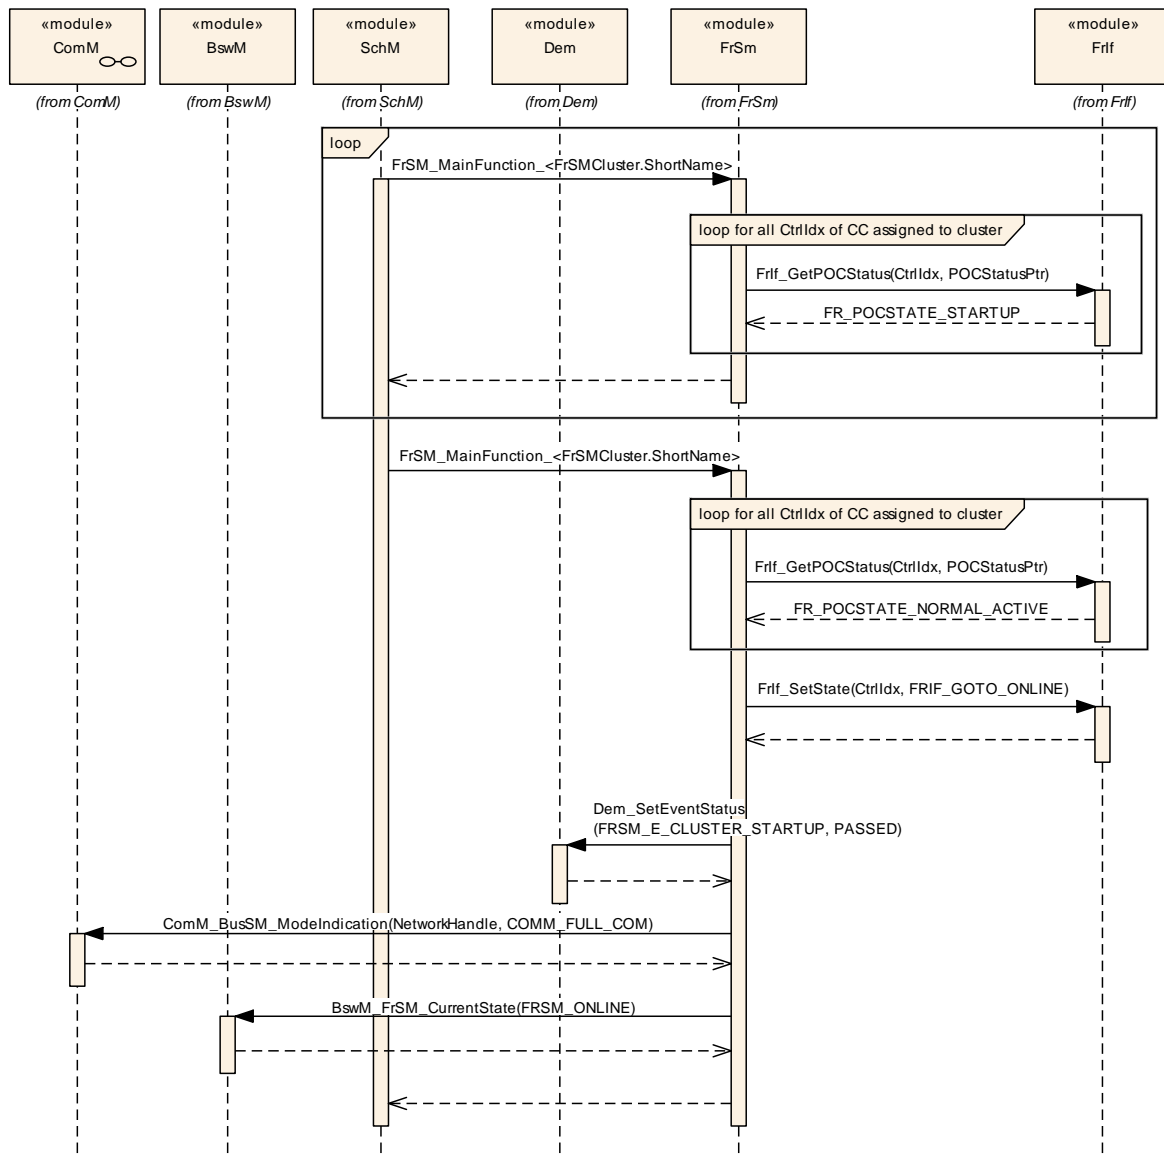 «module» «module» «module» «module» «module» «module»
ComM BswM SchM Dem FrSm FrIf
(from ComM) (from BswM) (from SchM) (from Dem) (from FrSm) (from FrIf)
loop
FrSM_MainFunction_<FrSMCluster.ShortName>
loop for all CtrlIdx of CC assigned to cluster
FrIf_GetPOCStatus(CtrlIdx, POCStatusPtr)
FR_POCSTATE_STARTUP
FrSM_MainFunction_<FrSMCluster.ShortName>
loop for all CtrlIdx of CC assigned to cluster
FrIf_GetPOCStatus(CtrlIdx, POCStatusPtr)
FR_POCSTATE_NORMAL_ACTIVE
FrIf_SetState(CtrlIdx, FRIF_GOTO_ONLINE)
Dem_SetEventStatus
(FRSM_E_CLUSTER_STARTUP, PASSED)
ComM_BusSM_ModeIndication(NetworkHandle, COMM_FULL_COM)
BswM_FrSM_CurrentState(FRSM_ONLINE)